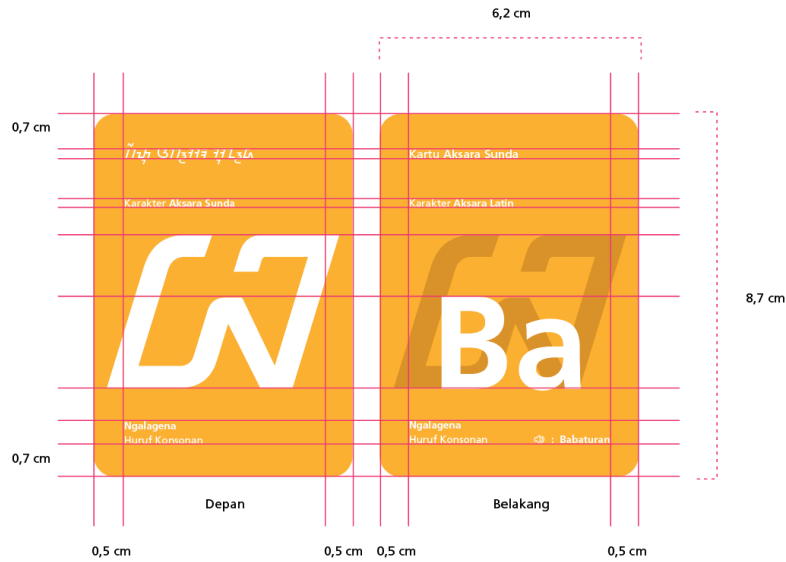 6,2 cm
0,7 cm
Karakter Aksara Sunda
ᮘ
Ngalagena
Huruf Konsonan
0,7 cm
Depan
Kartu Aksara Sunda
Karakter Aksara Latin
Ba
Ngalagena
Huruf Konsonan
: Babaturan
Belakang
8,7 cm
0,5 cm
0,5 cm
0,5 cm
0,5 cm